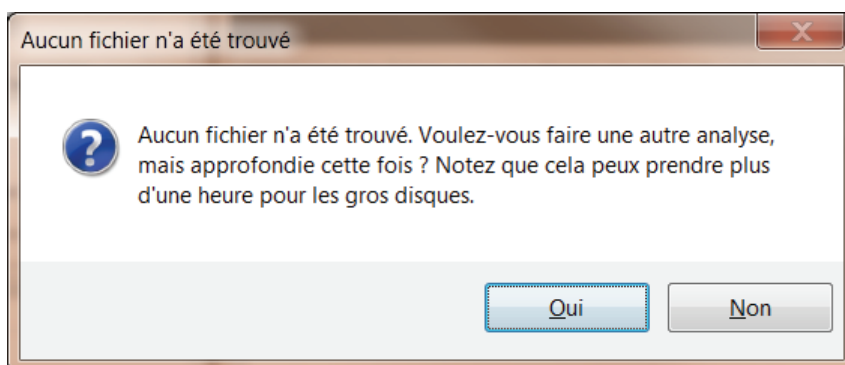 Aucun fichier n'a été trouvé
Aucun fichier n'a été trouvé. Voulez-vous faire une autre analyse,
mais approfondie cette fois ? Notez que cela peux prendre plus
d'une heure pour les gros disques.
Oui
Non